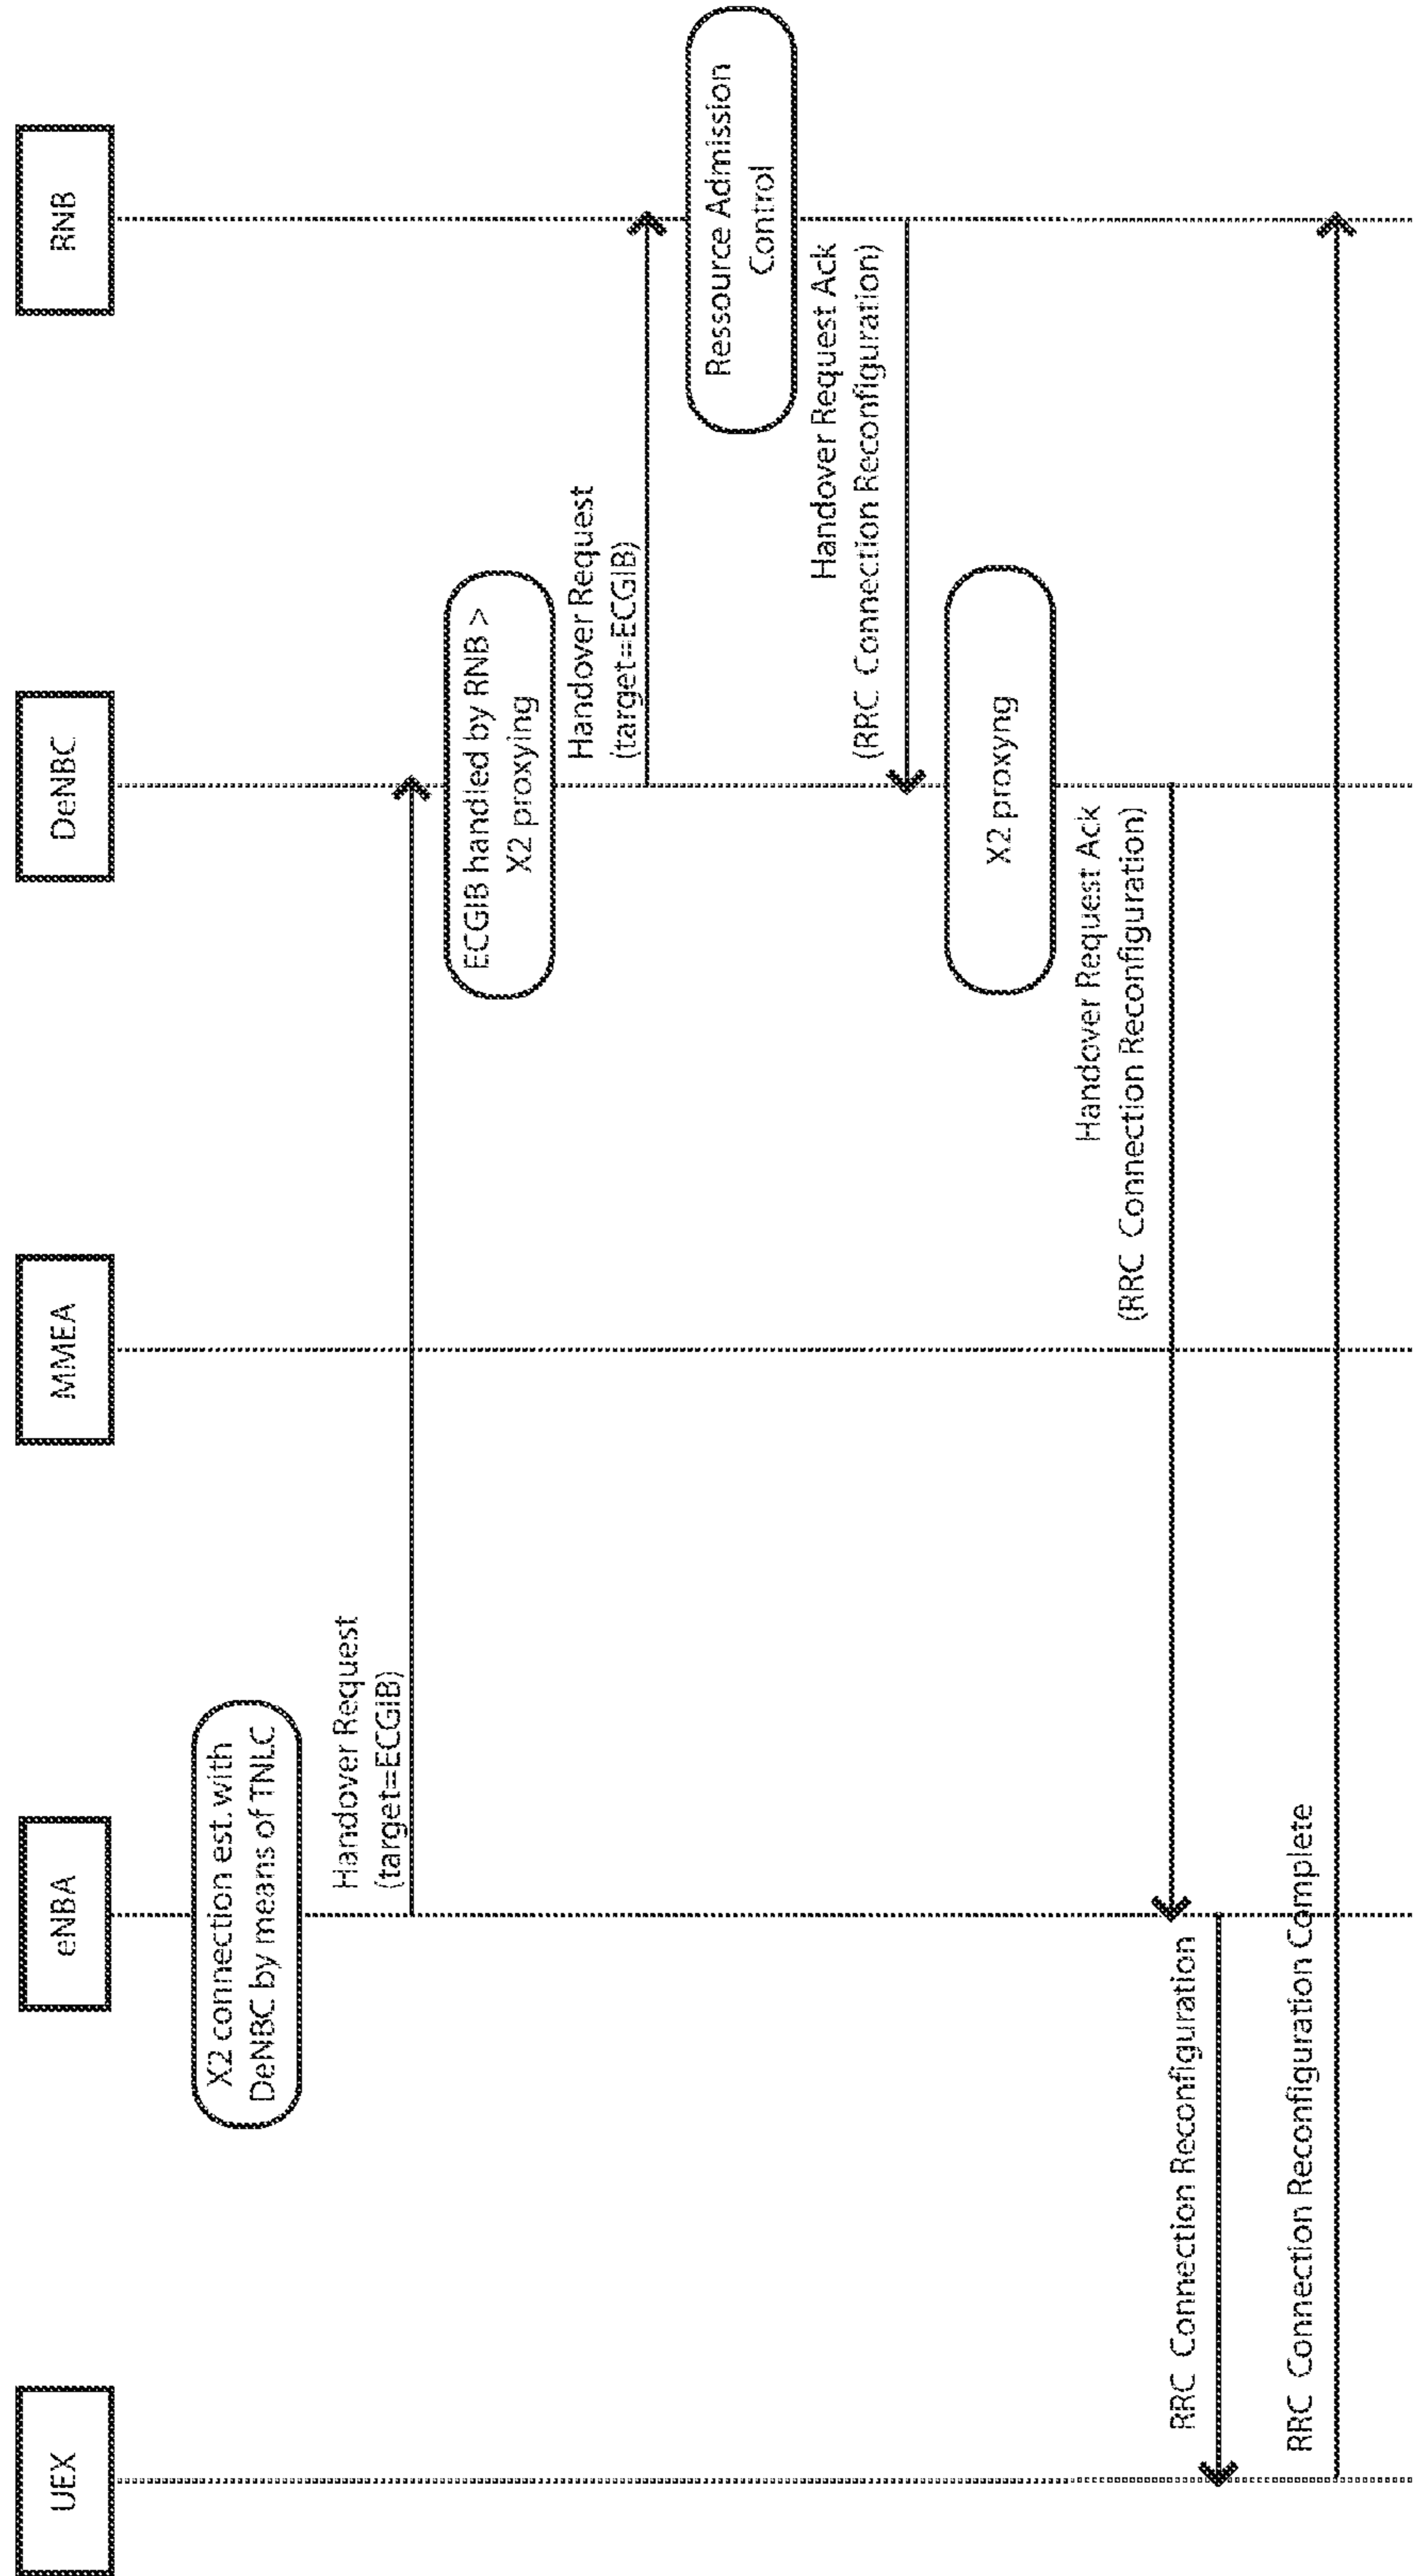 UEX
eNBA
MMEA
DeNBC
RNB
X2 connection est. with
DeNBC by means of TNLC
Handover Request
(target=ECGIB)
ECGIB handled by RNB >
X2 proxying
Handover Request
(target=ECGIB)
Ressource Admission
Control
Handover Request Ack
(RRC Connection Reconfiguration)
X2 proxyng
Handover Request Ack
(RRC Connection Reconfiguration)
RRC Connection Reconfiguration
RRC Connection Reconfiguration Complete